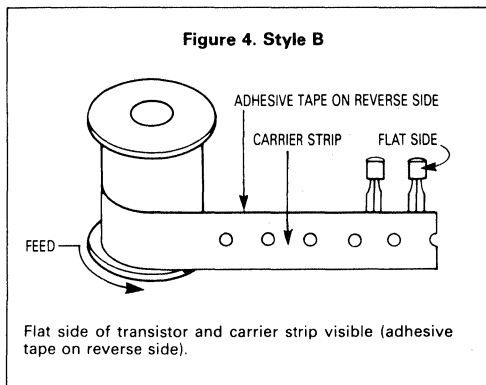 Figure 4. Style B
ADHESIVE TAPE ON REVERSE SIDE
CARRIER STRIP
FLAT SIDE
FEED
Flat side of transistor and carrier strip visible (adhesive
tape on reverse side).